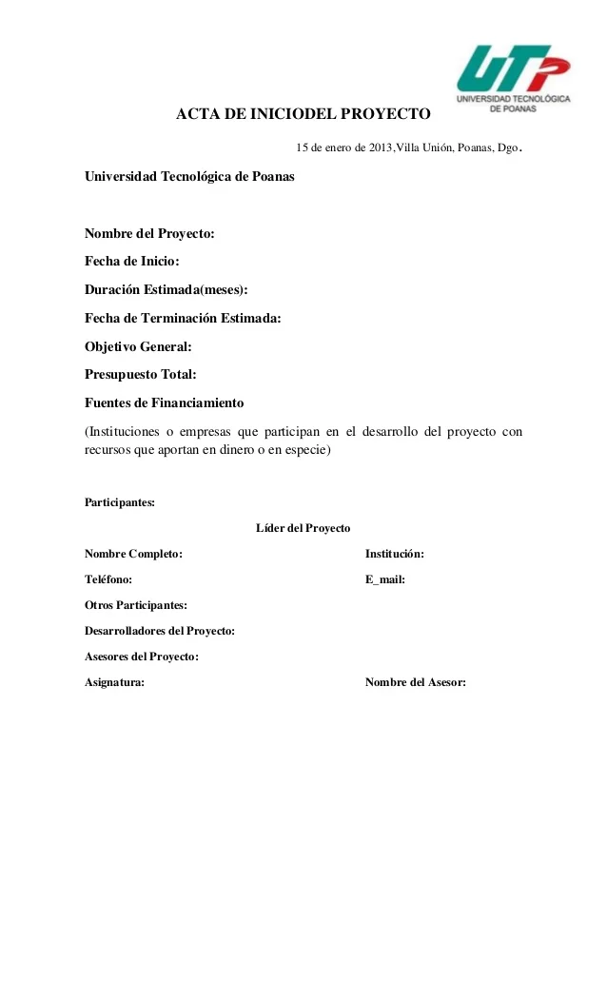 UTP
UNIVERSIDAD TECNOLÓGICA
DE POANAS
ACTA DE INICIODEL PROYECTO
15 de enero de 2013,Villa Unión, Poanas, Dgo.
Universidad Tecnológica de Poanas
Nombre del Proyecto:
Fecha de Inicio:
Duración Estimada(meses):
Fecha de Terminación Estimada:
Objetivo General:
Presupuesto Total:
Fuentes de Financiamiento
(Instituciones o empresas que participan en el desarrollo del proyecto con
recursos que aportan en dinero o en especie)
Participantes:
Líder del Proyecto
Nombre Completo: Institución:
Teléfono: E_mail:
Otros Participantes:
Desarrolladores del Proyecto:
Asesores del Proyecto:
Asignatura: Nombre del Asesor: